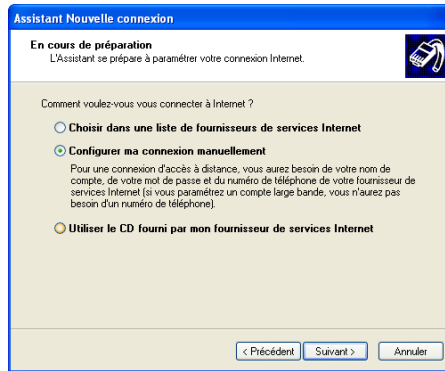 Assistant Nouvelle connexion
En cours de préparation
L'Assistant se prépare à paramétrer votre connexion Internet.
Comment voulez-vous vous connecter à Internet ?
Choisir dans une liste de fournisseurs de services Internet
Configurer ma connexion manuellement
Pour une connexion d'accès à distance, vous aurez besoin de votre nom de
compte, de votre mot de passe et du numéro de téléphone de votre fournisseur de
services Internet (si vous paramétrez un compte large bande, vous n'aurez pas
besoin d'un numéro de téléphone).
Utiliser le CD fourni par mon fournisseur de services Internet
< Précédent
Suivant >
Annuler